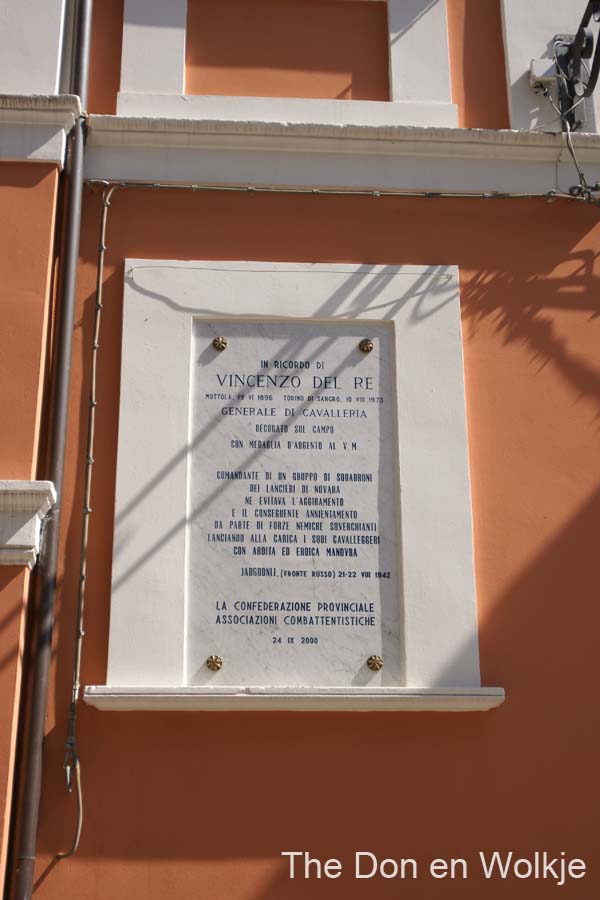 IN RICORDO DI
VINCENZO DEL RE
MOTTOLA, 19 VI 1896 TORINO DI SANGRO, 10 VIII 1973
GENERALE DI CAVALLERIA
DECORATO SUL CAMPO
CON MEDAGLIA D'ARGENTO AL V.M.
COMANDANTE DI UN GRUPPO DI SQUADRONI
DEI LANCIERI DI NOVARA
NE EVITAVA L'AGGIRAMENTO
E IL CONSEGUENTE ANNIENTAMENTO
DA PARTE DI FORZE NEMICHE SOVERCHIANTI
LANCIANDO ALLA CARICA I SUOI CAVALLEGGERI
CON ARDITA ED EROICA MANOVRA
JAGODNIJ, (FRONTE RUSSO) 21-22 VIII 1942
LA CONFEDERAZIONE PROVINCIALE
ASSOCIAZIONI COMBATTENTISTICHE
24 IX 2000
The Don en Wolkje